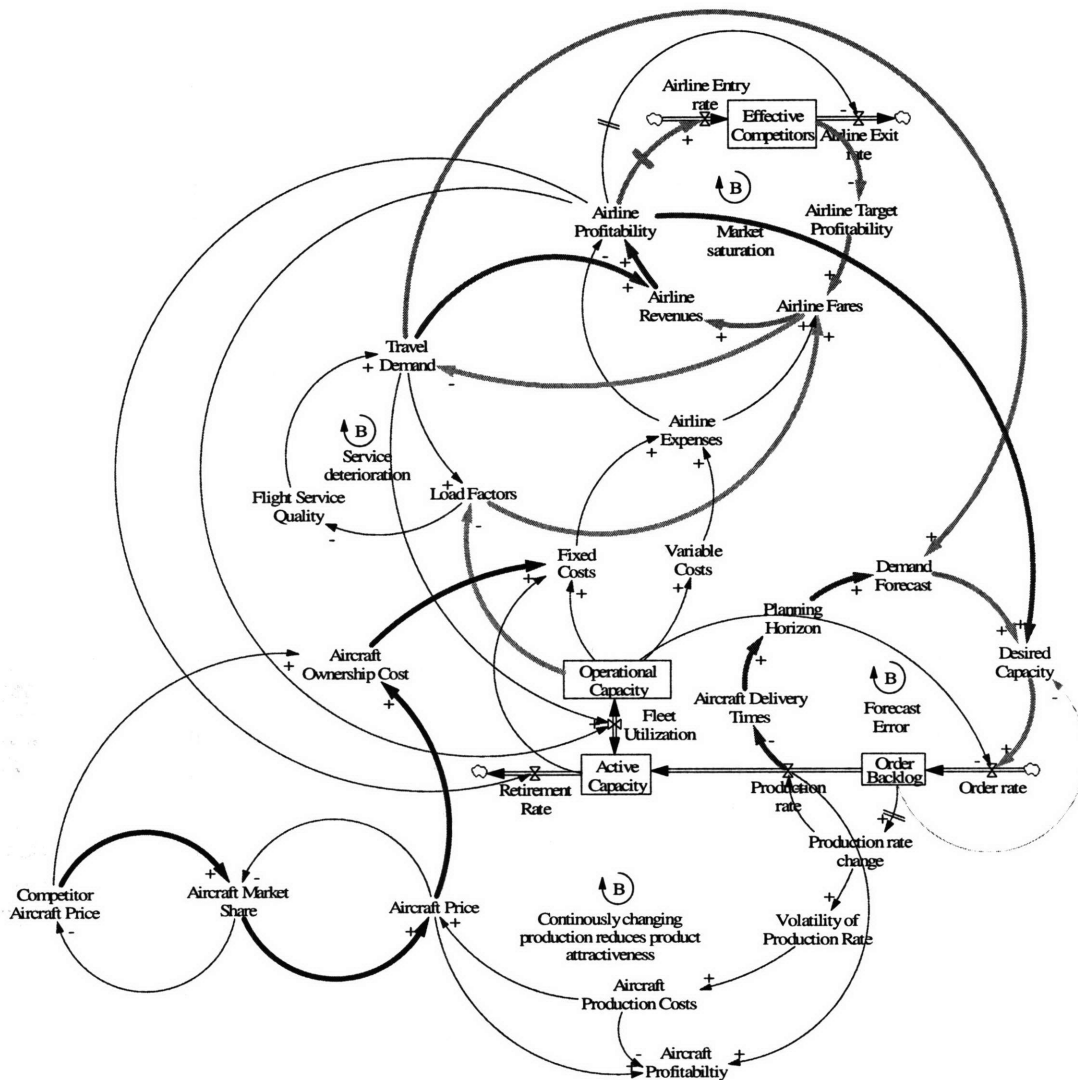 Airline Entry
rate
Effective
Competitors
Airline Exit
rate
B
Market
saturation
Airline
Profitability
Airline Target
Profitability
Airline
Revenues
Airline Fares
Travel
Demand
Airline
Expenses
B
Service
deterioration
Flight Service
Quality
Load Factors
Fixed
Costs
Variable
Costs
Demand
Forecast
Planning
Horizon
Aircraft
Ownership Cost
Operational
Capacity
Aircraft Delivery
Times
B
Forecast
Error
Desired
Capacity
Fleet
Utilization
Retirement
Rate
Active
Capacity
Production
rate
Order
Backlog
Order rate
Production rate
change
Competitor
Aircraft Price
Aircraft Market
Share
Aircraft Price
B
Continously changing
production reduces product
attractiveness
Volatility of
Production Rate
Aircraft
Production Costs
Aircraft
Profitabiltiy